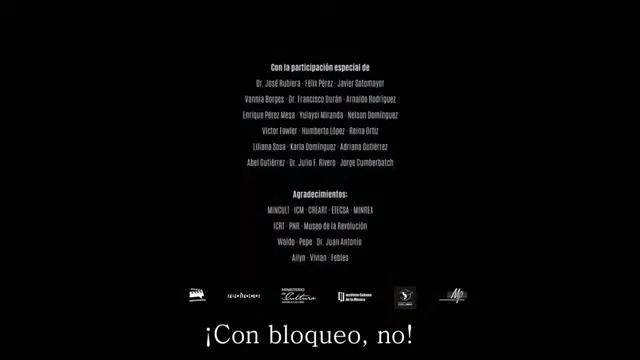 Con la participación especial de
Dr. José Rubiera · Félix Pérez · Javier Sotomayor
Vannia Borges · Dr. Francisco Durán · Arnaldo Rodríguez
Enrique Pérez Mesa · Yulaysi Miranda · Nelson Domínguez
Víctor Fowler · Humberto López · Reina Ortiz
Liliana Sosa · Karla Domínguez · Adriana Gutiérrez
Abel Gutiérrez · Dr. Julio F. Rivero · Jorge Cumberbatch
Agradecimientos:
MINCULT · ICM · CREART · ETECSA · MINREX
ICRT · PNR · Museo de la Revolución
Waldo · Pepe · Dr. Juan Antonio
Ailyn · Vivian · Febles
MINISTERIO
de Cultura
Instituto Cubano
de la Música
¡Con bloqueo, no!